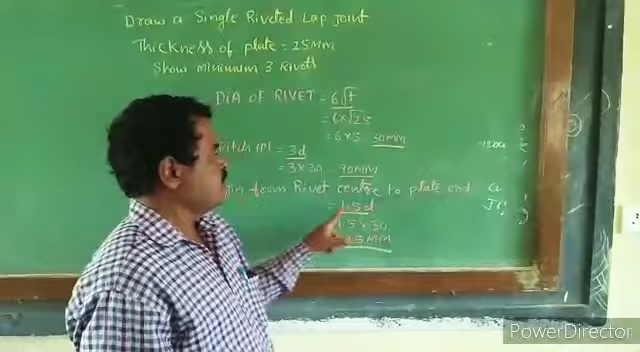 Draw a Single Riveted Lap Joint
Thickness of plate = 25MM
Show minimum 3 Rivets
DIA OF RIVET = 6√t
= 6×√25
= 6×5 30MM
Pitch (P) = 3d
= 3×30 = 90MM
from Rivet centre to plate end
= 1.5d
1.5×30
45MM
PowerDirector